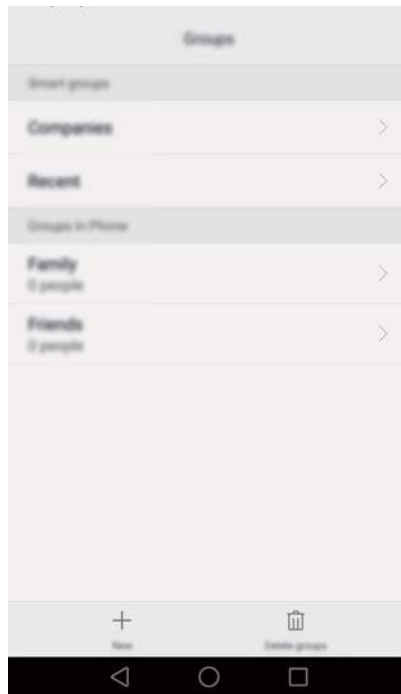 Groups
Smart groups
Companies
Recent
Groups in Phone
Family
0 people
Friends
0 people
New
Delete groups